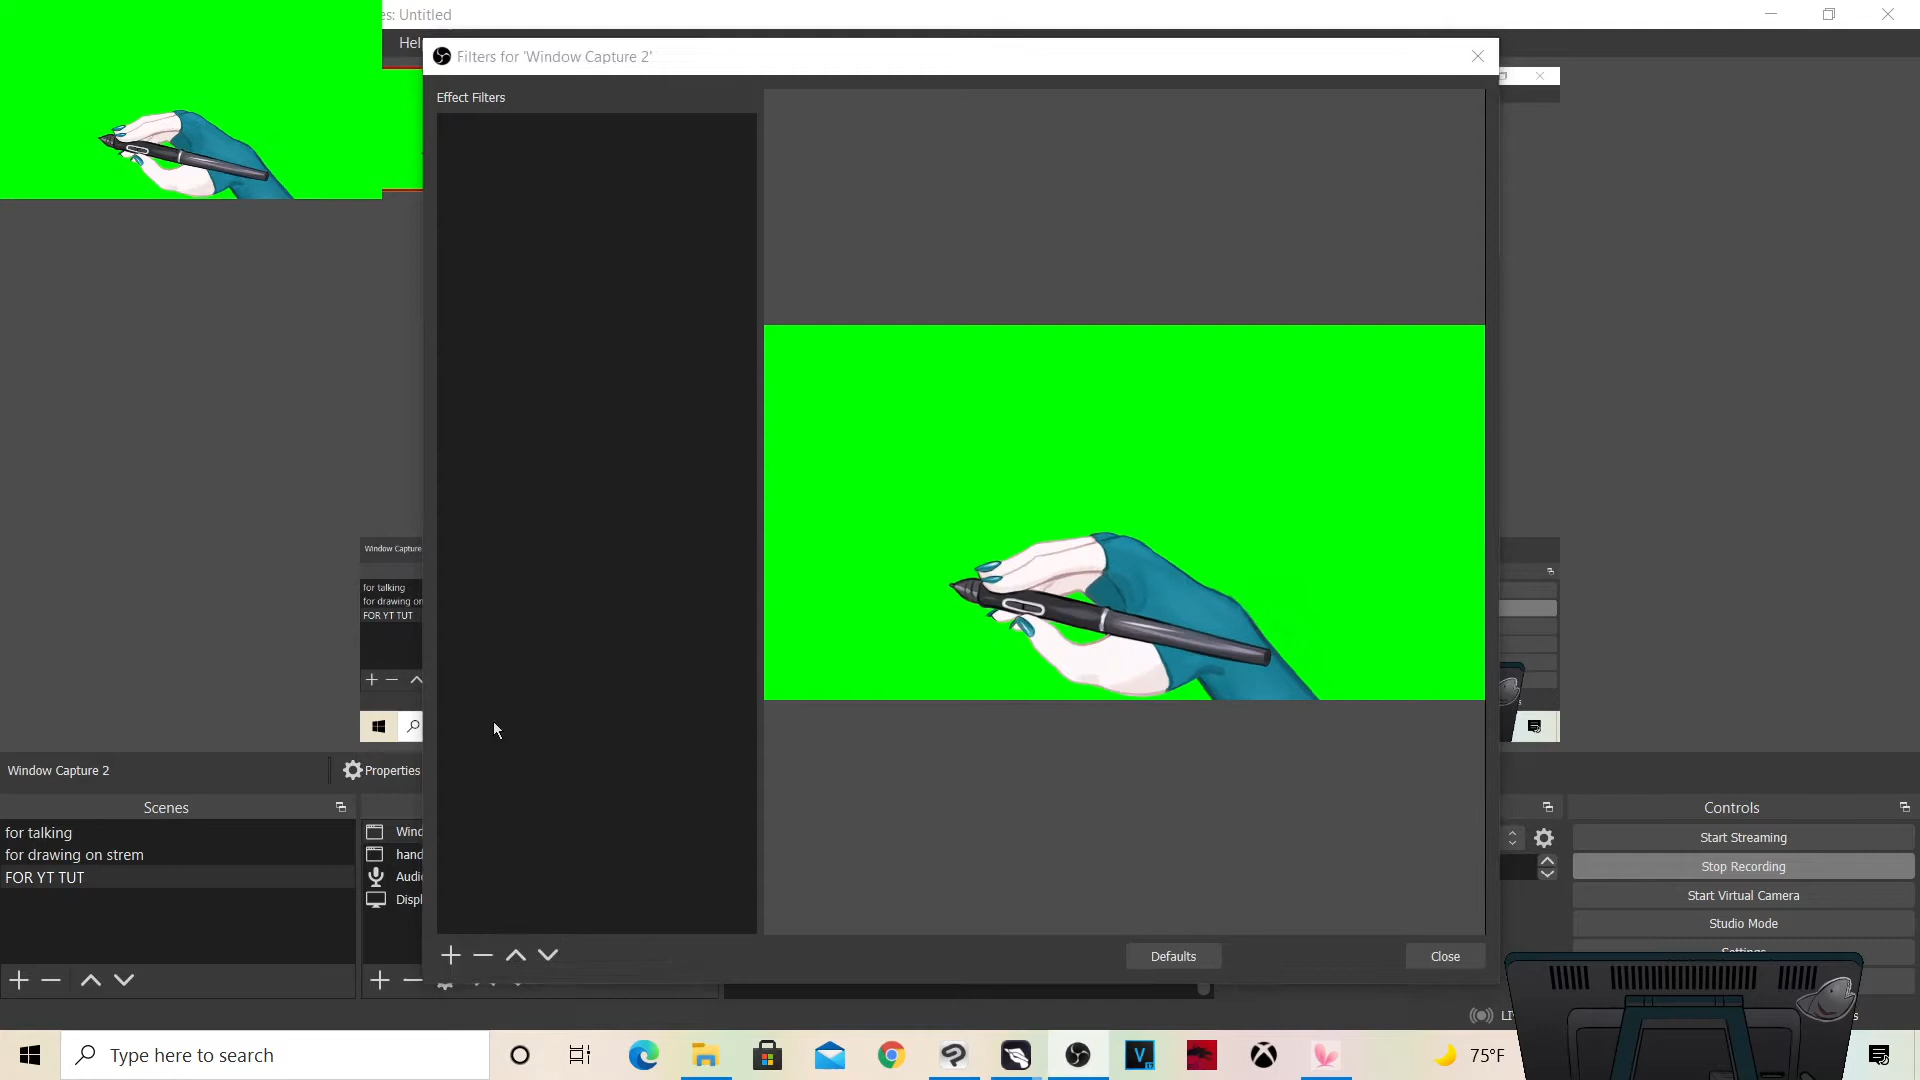 es: Untitled
Hel
Filters for 'Window Capture 2'
Effect Filters
Window Capture
for talking
for drawing on
FOR YT TUT
Window Capture 2
Properties
Scenes
Controls
for talking
for drawing on strem
FOR YT TUT
Wind
hand
Audi
Displ
Start Streaming
Stop Recording
Start Virtual Camera
Studio Mode
Defaults
Close
Type here to search
75°F